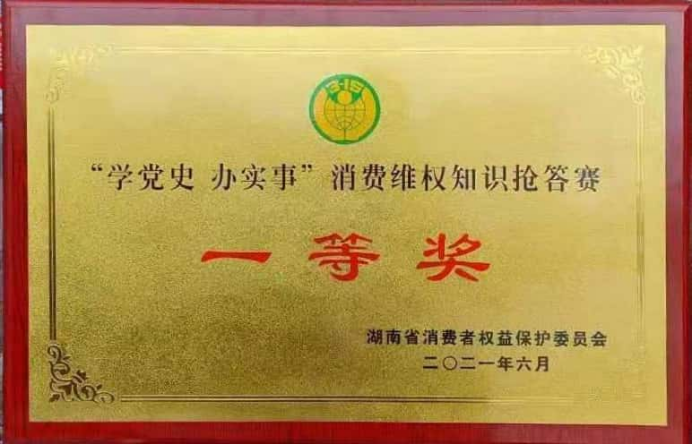 3·15
“学党史 办实事”消费维权知识抢答赛
一等奖
湖南省消费者权益保护委员会
二〇二一年六月